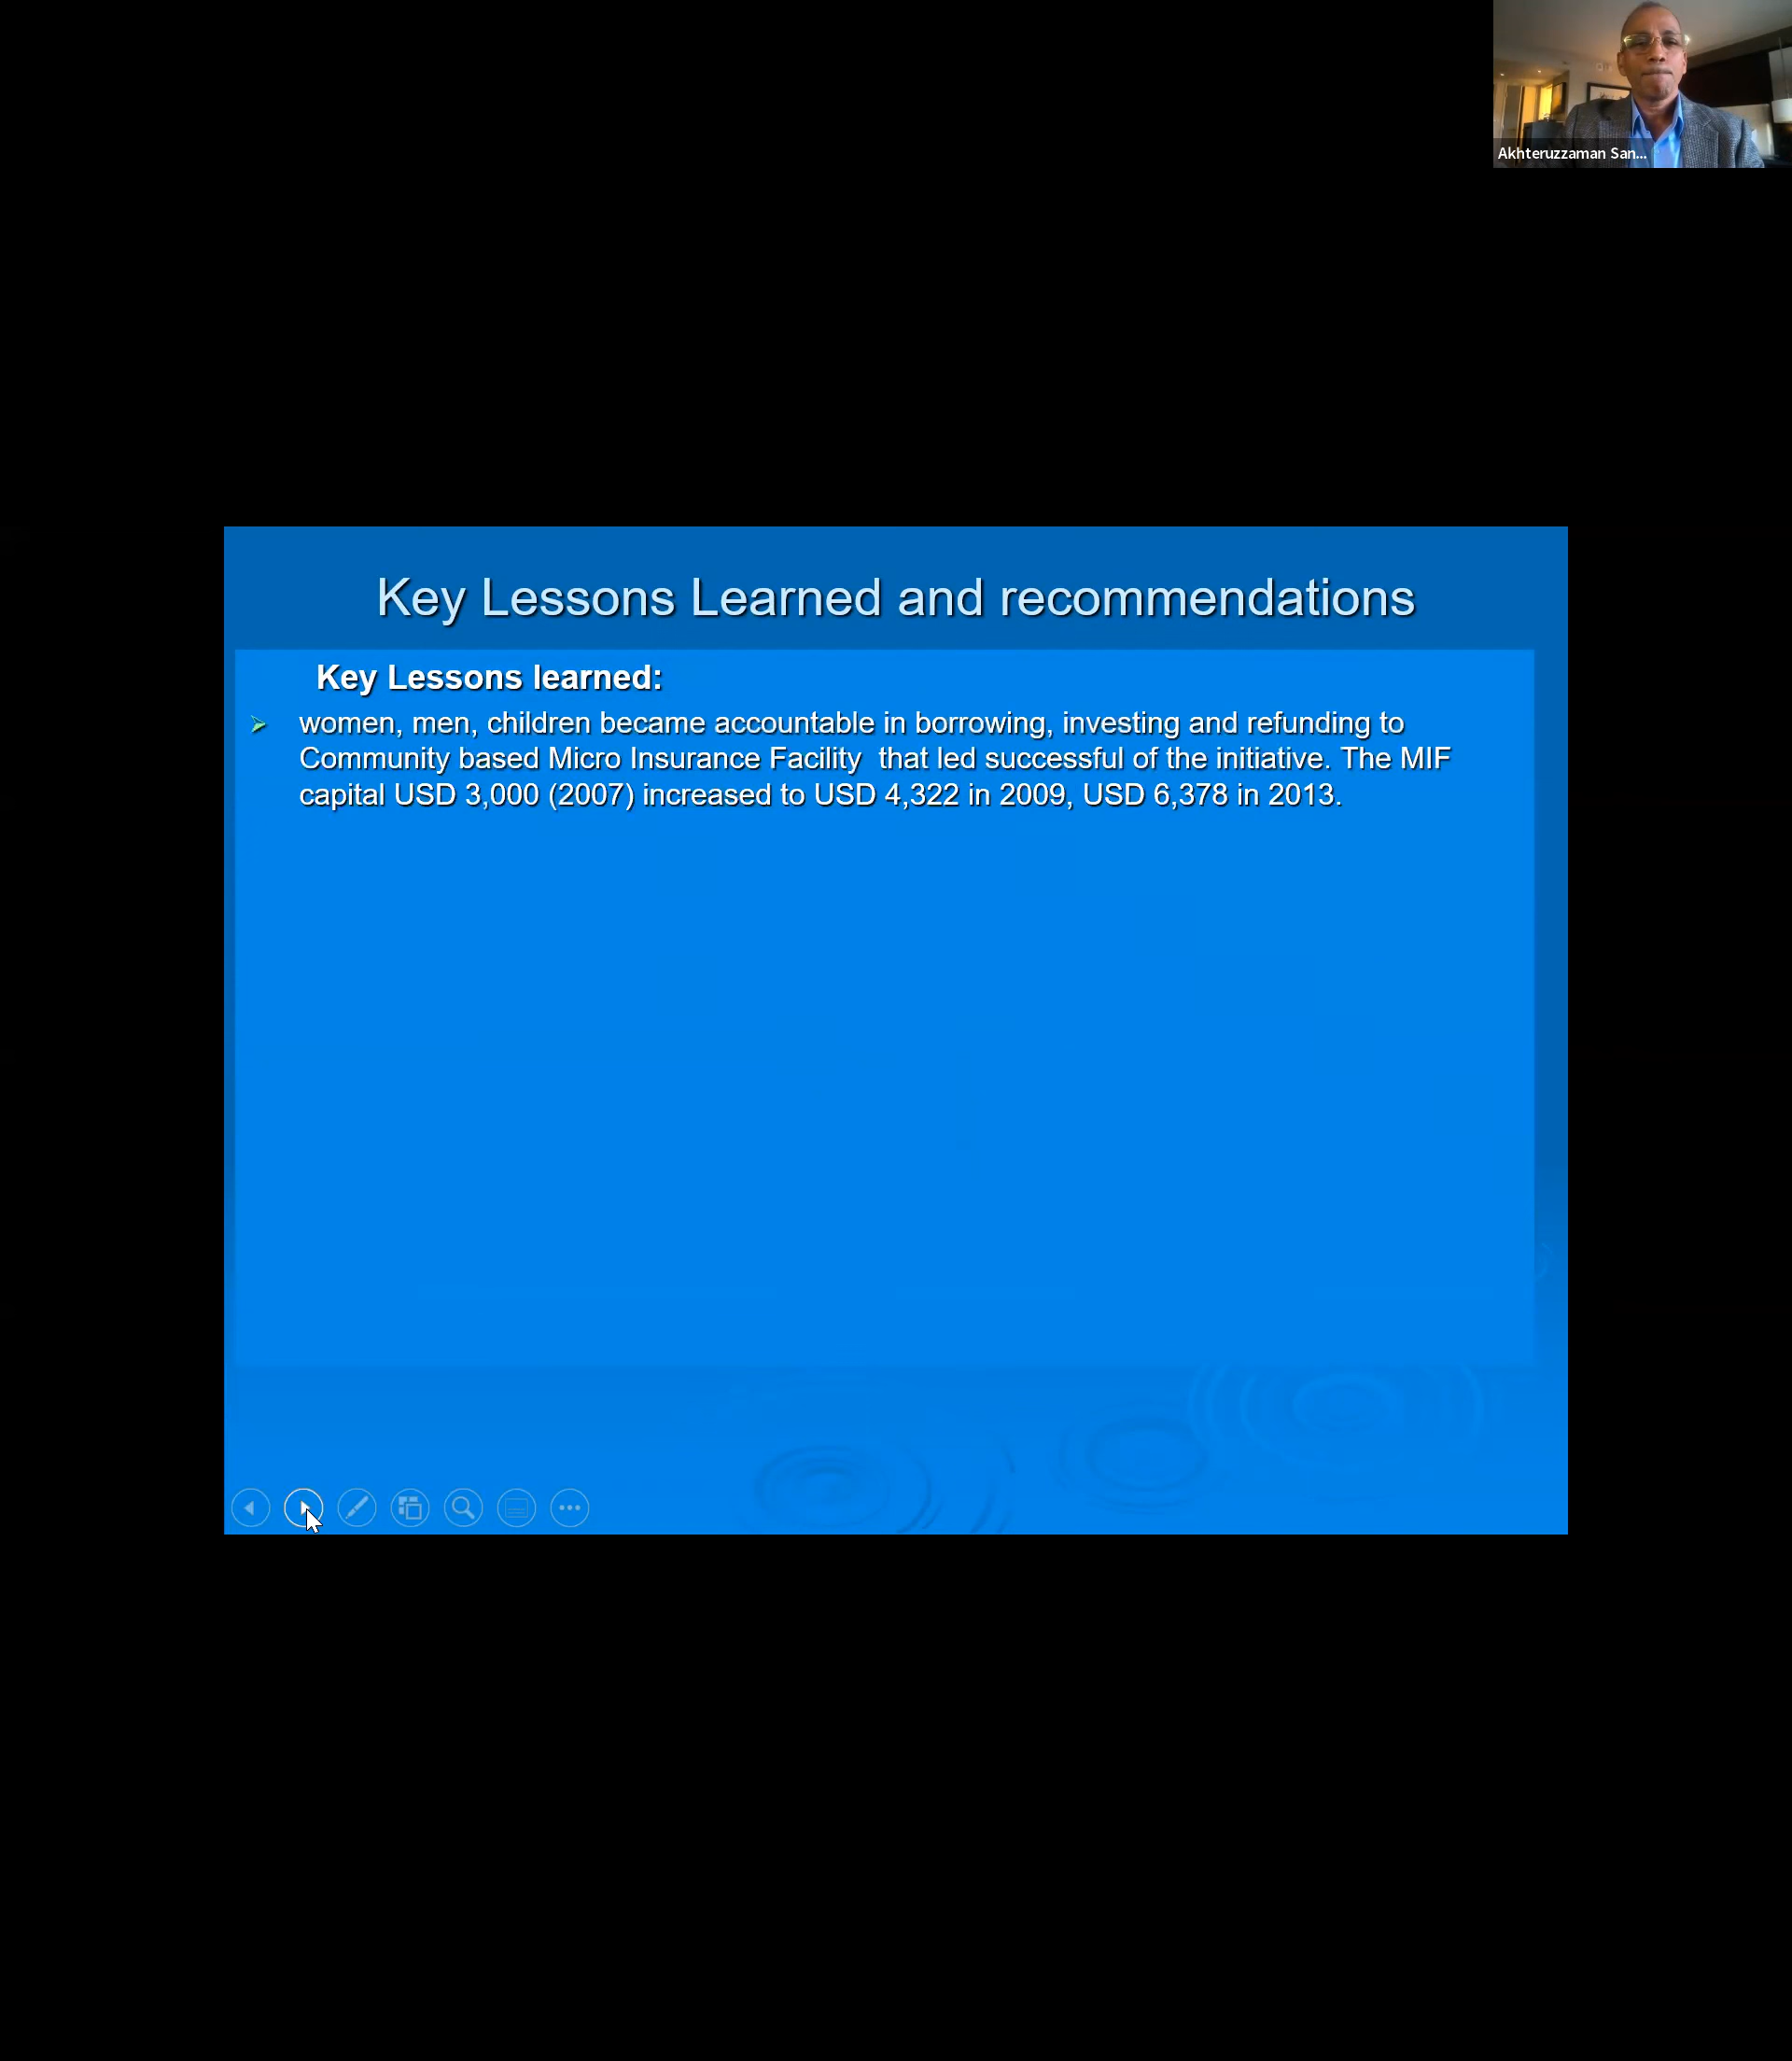 Akhteruzzaman San...
Key Lessons Learned and recommendations
Key Lessons learned:
women, men, children became accountable in borrowing, investing and refunding to
Community based Micro Insurance Facility  that led successful of the initiative. The MIF
capital USD 3,000 (2007) increased to USD 4,322 in 2009, USD 6,378 in 2013.